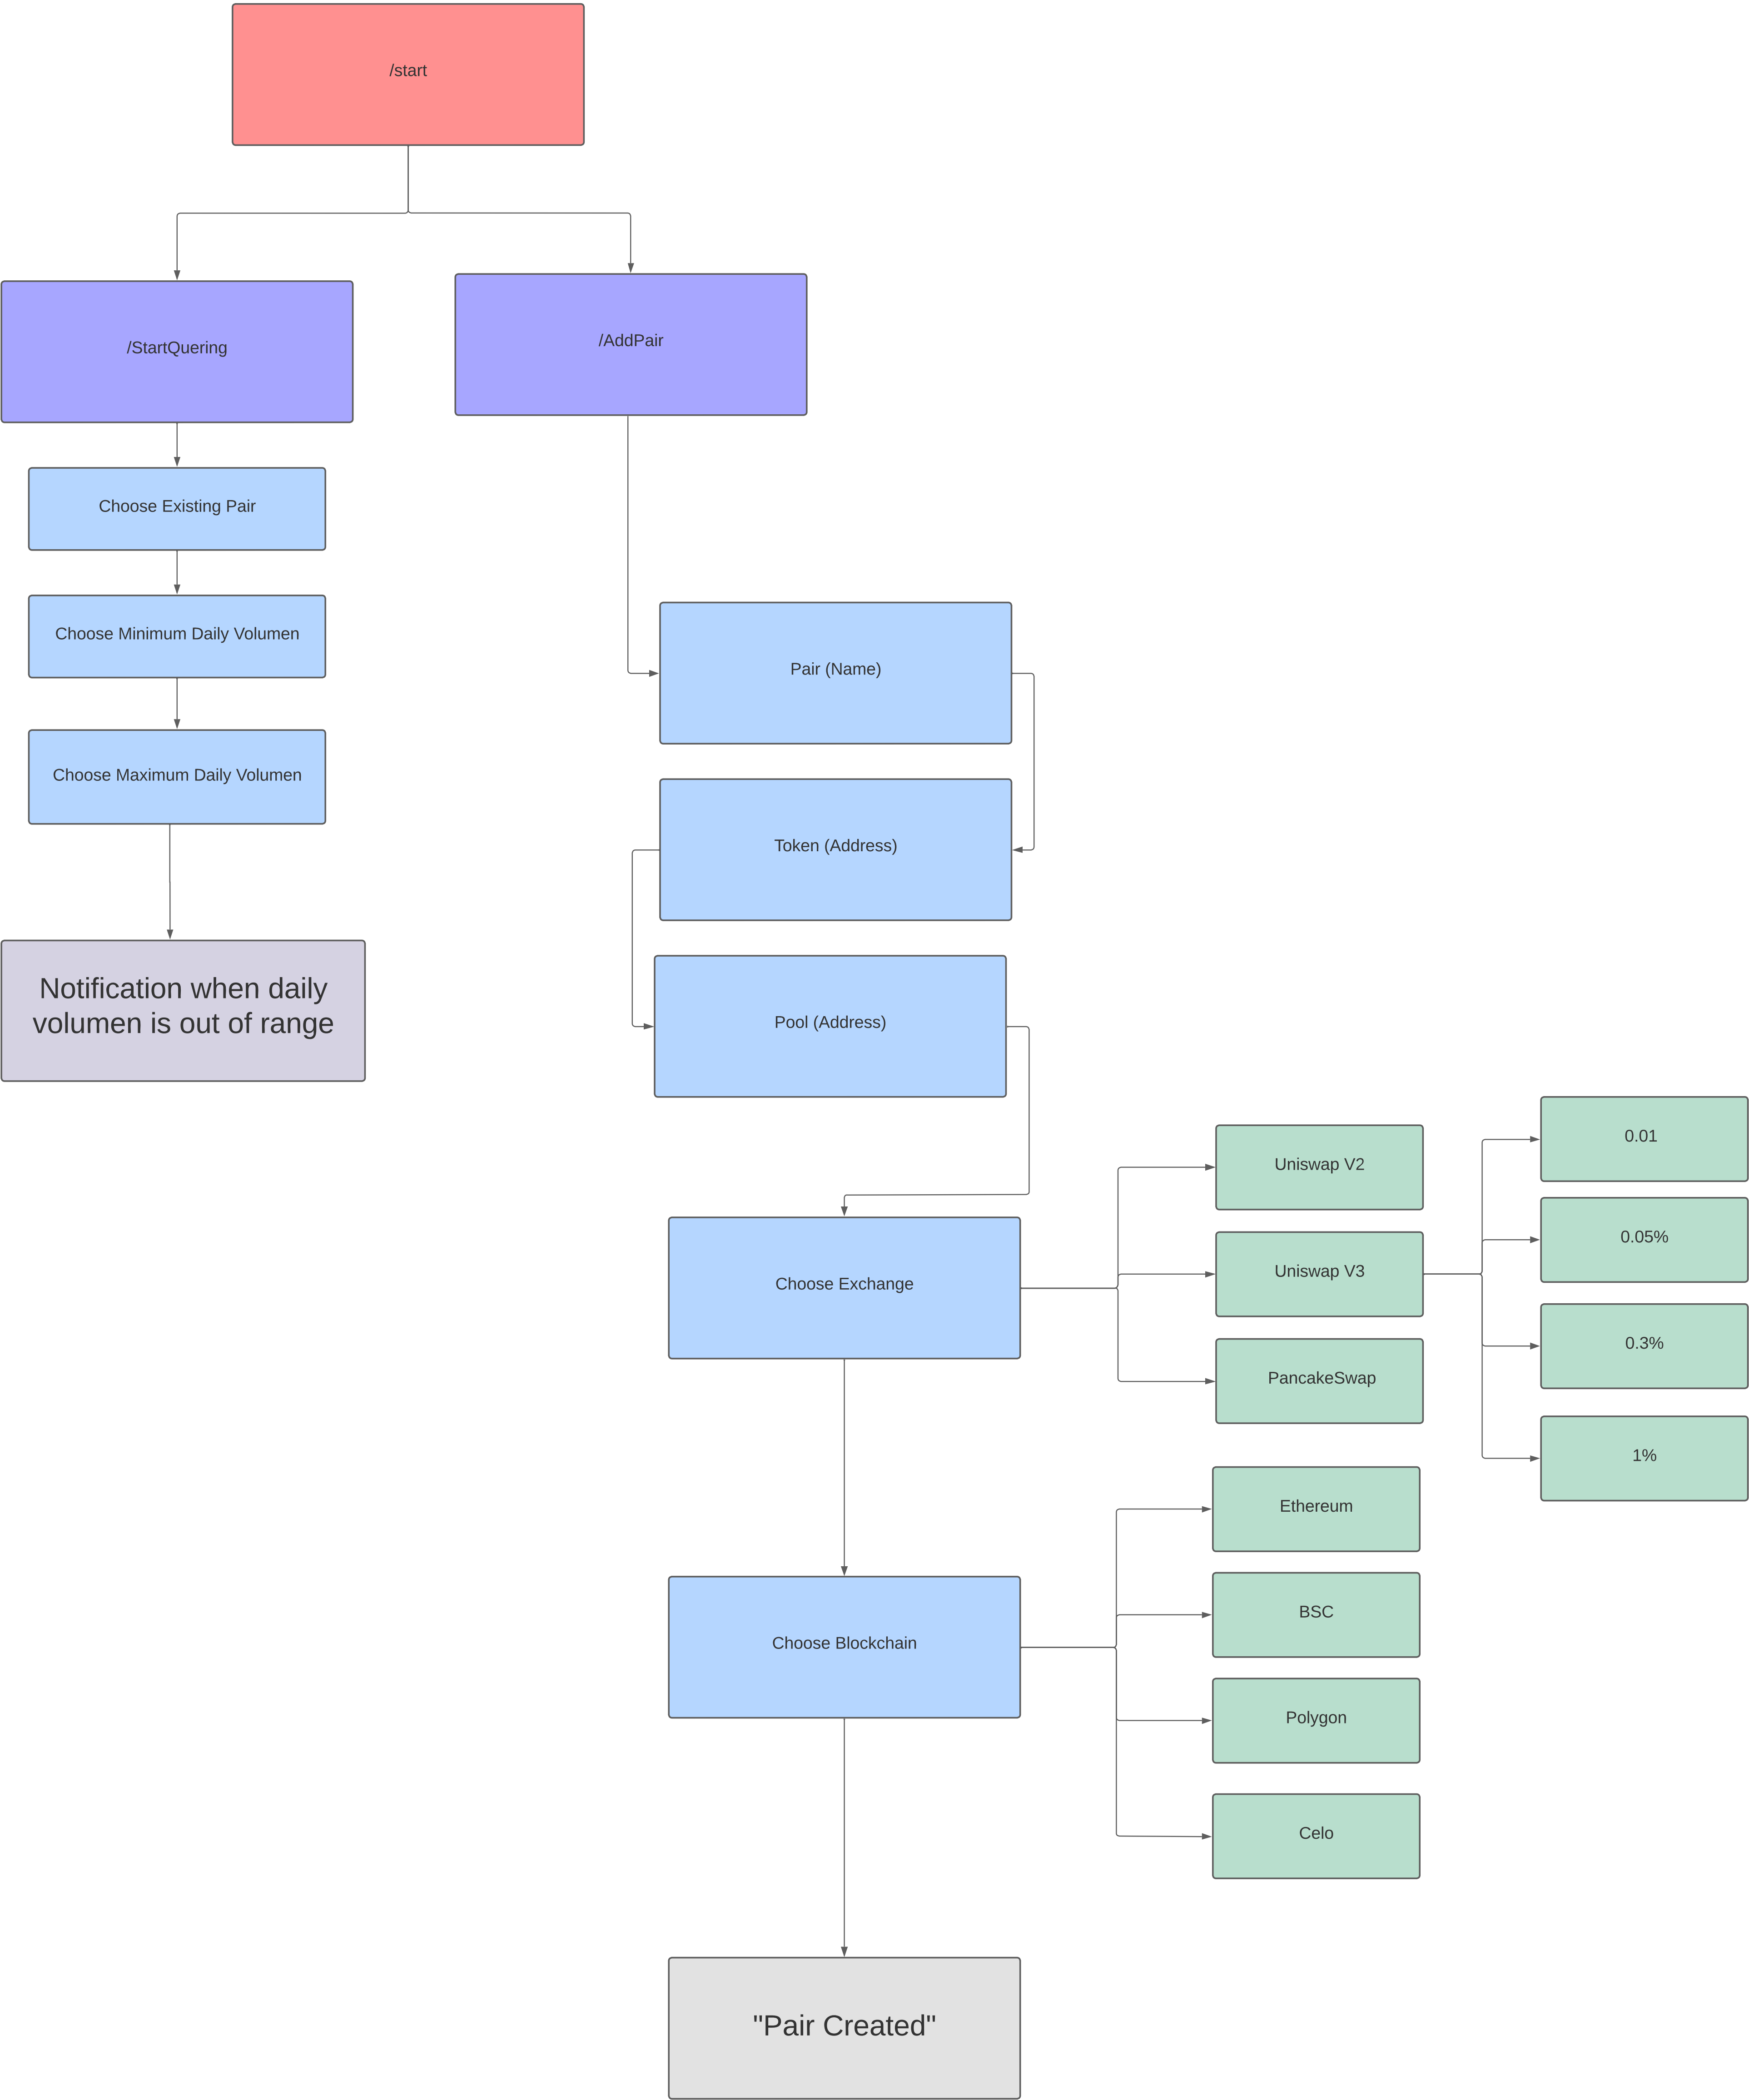 /start
/StartQuering
/AddPair
Choose Existing Pair
Choose Minimum Daily Volumen
Choose Maximum Daily Volumen
Notification when daily
volumen is out of range
Pair (Name)
Token (Address)
Pool (Address)
Choose Exchange
Uniswap V2
Uniswap V3
PancakeSwap
0.01
0.05%
0.3%
1%
Choose Blockchain
Ethereum
BSC
Polygon
Celo
"Pair Created"